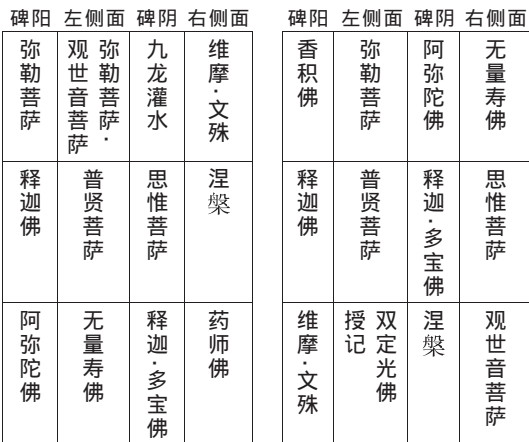 碑阳 左侧面 碑阴 右侧面
弥勒菩萨
弥勒菩萨·
观世音菩萨
九龙灌水
维摩·文殊
释迦佛
普贤菩萨
思惟菩萨
涅槃
阿弥陀佛
无量寿佛
释迦·多宝佛
药师佛
碑阳 左侧面 碑阴 右侧面
香积佛
弥勒菩萨
阿弥陀佛
无量寿佛
释迦佛
普贤菩萨
释迦·多宝佛
思惟菩萨
维摩·文殊
双定光佛
授记
涅槃
观世音菩萨